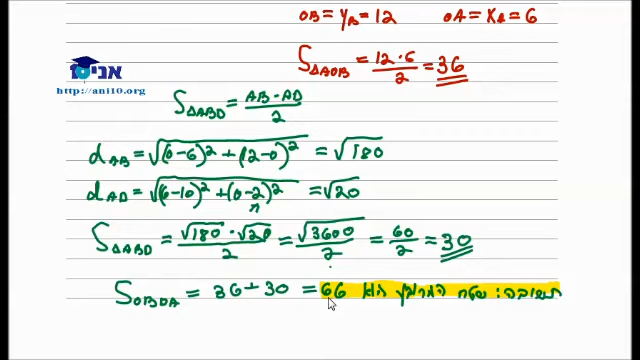 OB = y_B = 12 OA = x_A = 6
S_ΔAOB = 12·6/2 = 36
אני10
http://ani10.org
S_ΔABD = AB·AD/2
d_AB = √(0-6)² + (12-0)² = √180
d_AD = √(6-10)² + (0-2)² = √20
S_ΔABD = √180·√20/2 = √3600/2 = 60/2 = 30
S_OBDA = 36 + 30 = 66 תשובה: שטח המרובע הוא